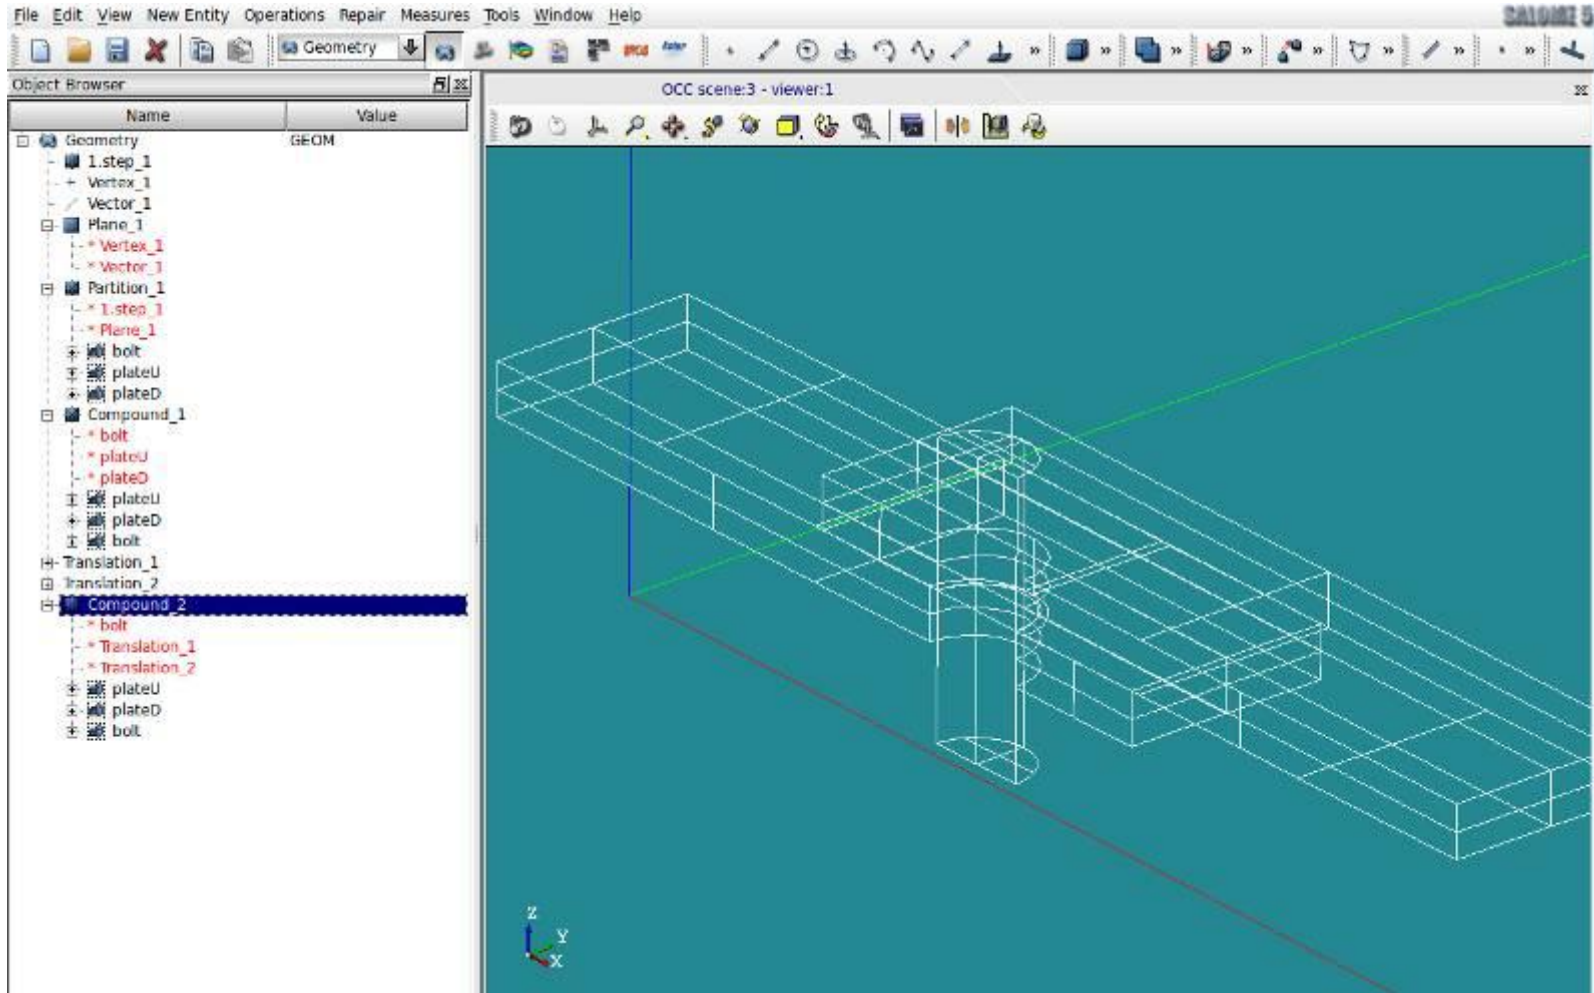 File Edit View New Entity Operations Repair Measures Tools Window Help
SALOME 5
Geometry
Object Browser
OCC scene:3 - viewer:1
Name Value
Geometry GEOM
1.step_1
Vertex_1
Vector_1
Plane_1
* Vertex_1
* Vector_1
Partition_1
* 1.step_1
* Plane_1
bolt
plateU
plateD
Compound_1
* bolt
* plateU
* plateD
plateU
plateD
bolt
Translation_1
Translation_2
Compound_2
* bolt
* Translation_1
* Translation_2
plateU
plateD
bolt
Z
Y
X